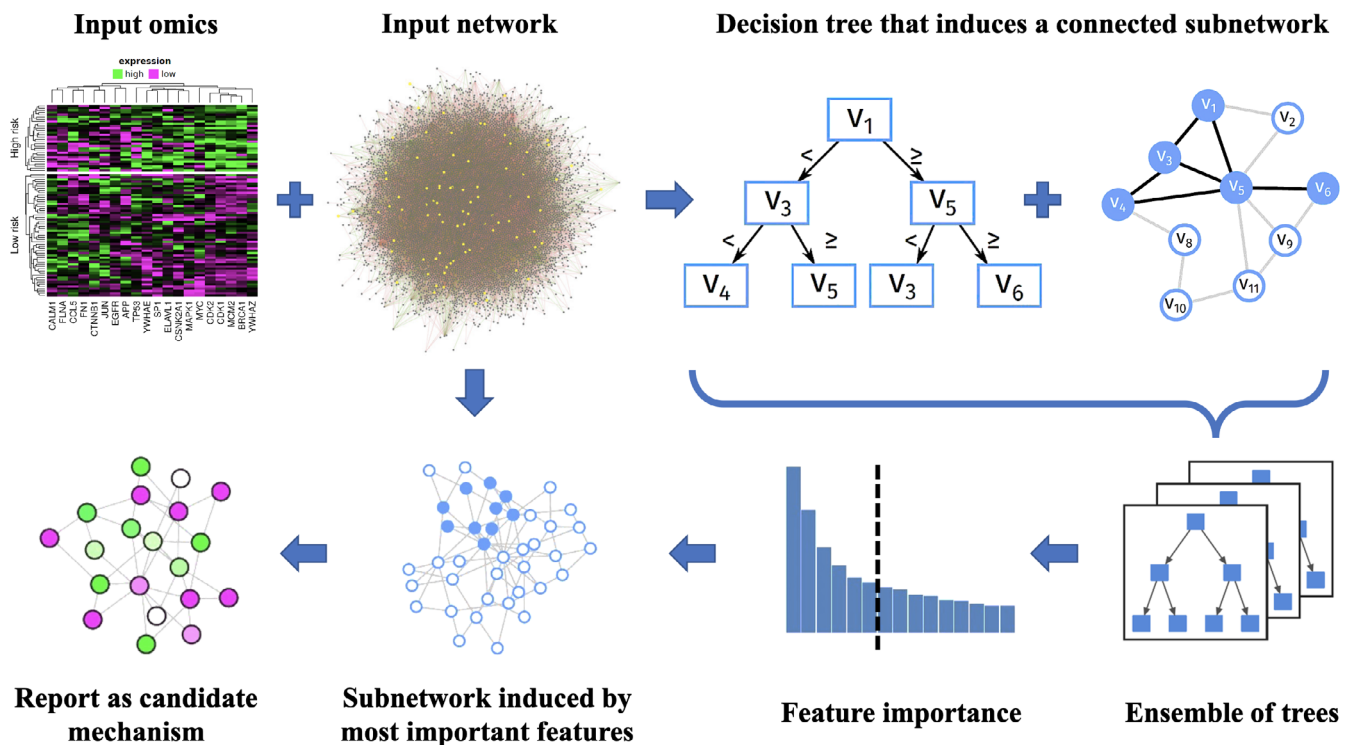 Input omics
Input network
Decision tree that induces a connected subnetwork
expression
high low
High risk
Low risk
CALM1
FLNA
CCL5
FN1
CTNNB1
JUN
EGFR
APP
TP53
YWHAE
SP1
ELAVL1
CSNK2A1
MAPK1
MYC
CDK2
CDK1
MCM2
BRCA1
YWHAZ
V1
< ≥
V3 V5
< ≥ < ≥
V4 V5 V3 V6
V1
V2
V3
V5
V6
V4
V8
V9
V11
V10
Report as candidate
mechanism
Subnetwork induced by
most important features
Feature importance
Ensemble of trees